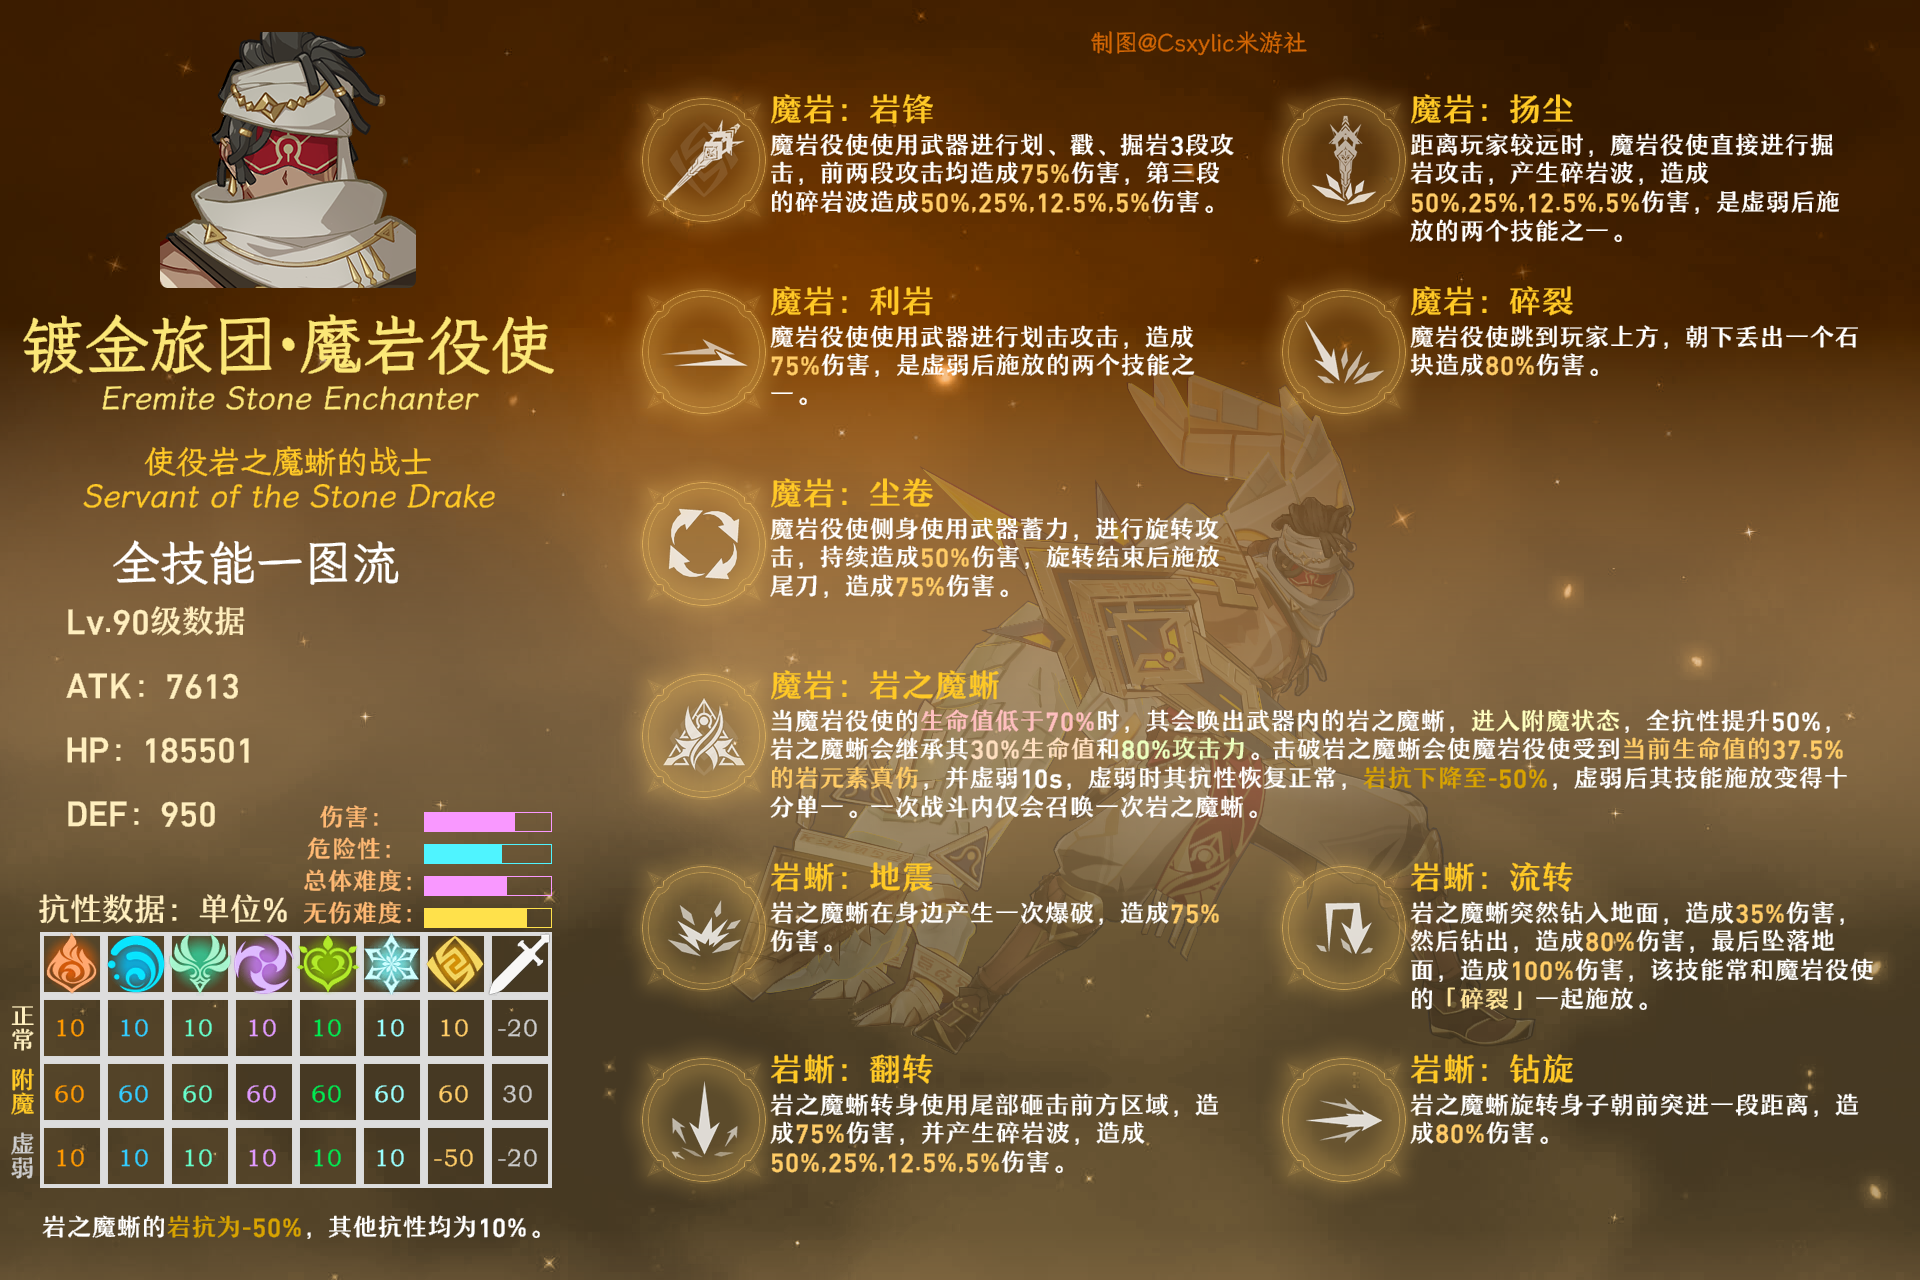 制图@Csxylic米游社
镀金旅团·魔岩役使
Eremite Stone Enchanter
使役岩之魔蜥的战士
Servant of the Stone Drake
全技能一图流
Lv.90级数据
ATK：7613
HP：185501
DEF：950
伤害：
危险性：
总体难度：
无伤难度：
抗性数据：单位%
正常 10 10 10 10 10 10 10 -20
附魔 60 60 60 60 60 60 60 30
虚弱 10 10 10 10 10 10 -50 -20
岩之魔蜥的岩抗为-50%，其他抗性均为10%。
魔岩：岩锋
魔岩役使使用武器进行划、戳、掘岩3段攻
击，前两段攻击均造成75%伤害，第三段
的碎岩波造成50%,25%,12.5%,5%伤害。
魔岩：扬尘
距离玩家较远时，魔岩役使直接进行掘
岩攻击，产生碎岩波，造成
50%,25%,12.5%,5%伤害，是虚弱后施
放的两个技能之一。
魔岩：利岩
魔岩役使使用武器进行划击攻击，造成
75%伤害，是虚弱后施放的两个技能之
一。
魔岩：碎裂
魔岩役使跳到玩家上方，朝下丢出一个石
块造成80%伤害。
魔岩：尘卷
魔岩役使侧身使用武器蓄力，进行旋转攻
击，持续造成50%伤害，旋转结束后施放
尾刀，造成75%伤害。
魔岩：岩之魔蜥
当魔岩役使的生命值低于70%时，其会唤出武器内的岩之魔蜥，进入附魔状态，全抗性提升50%，
岩之魔蜥会继承其30%生命值和80%攻击力。击破岩之魔蜥会使魔岩役使受到当前生命值的37.5%
的岩元素真伤，并虚弱10s，虚弱时其抗性恢复正常，岩抗下降至-50%，虚弱后其技能施放变得十
分单一。一次战斗内仅会召唤一次岩之魔蜥。
岩蜥：地震
岩之魔蜥在身边产生一次爆破，造成75%
伤害。
岩蜥：流转
岩之魔蜥突然钻入地面，造成35%伤害，
然后钻出，造成80%伤害，最后坠落地
面，造成100%伤害，该技能常和魔岩役使
的「碎裂」一起施放。
岩蜥：翻转
岩之魔蜥转身使用尾部砸击前方区域，造
成75%伤害，并产生碎岩波，造成
50%,25%,12.5%,5%伤害。
岩蜥：钻旋
岩之魔蜥旋转身子朝前突进一段距离，造
成80%伤害。